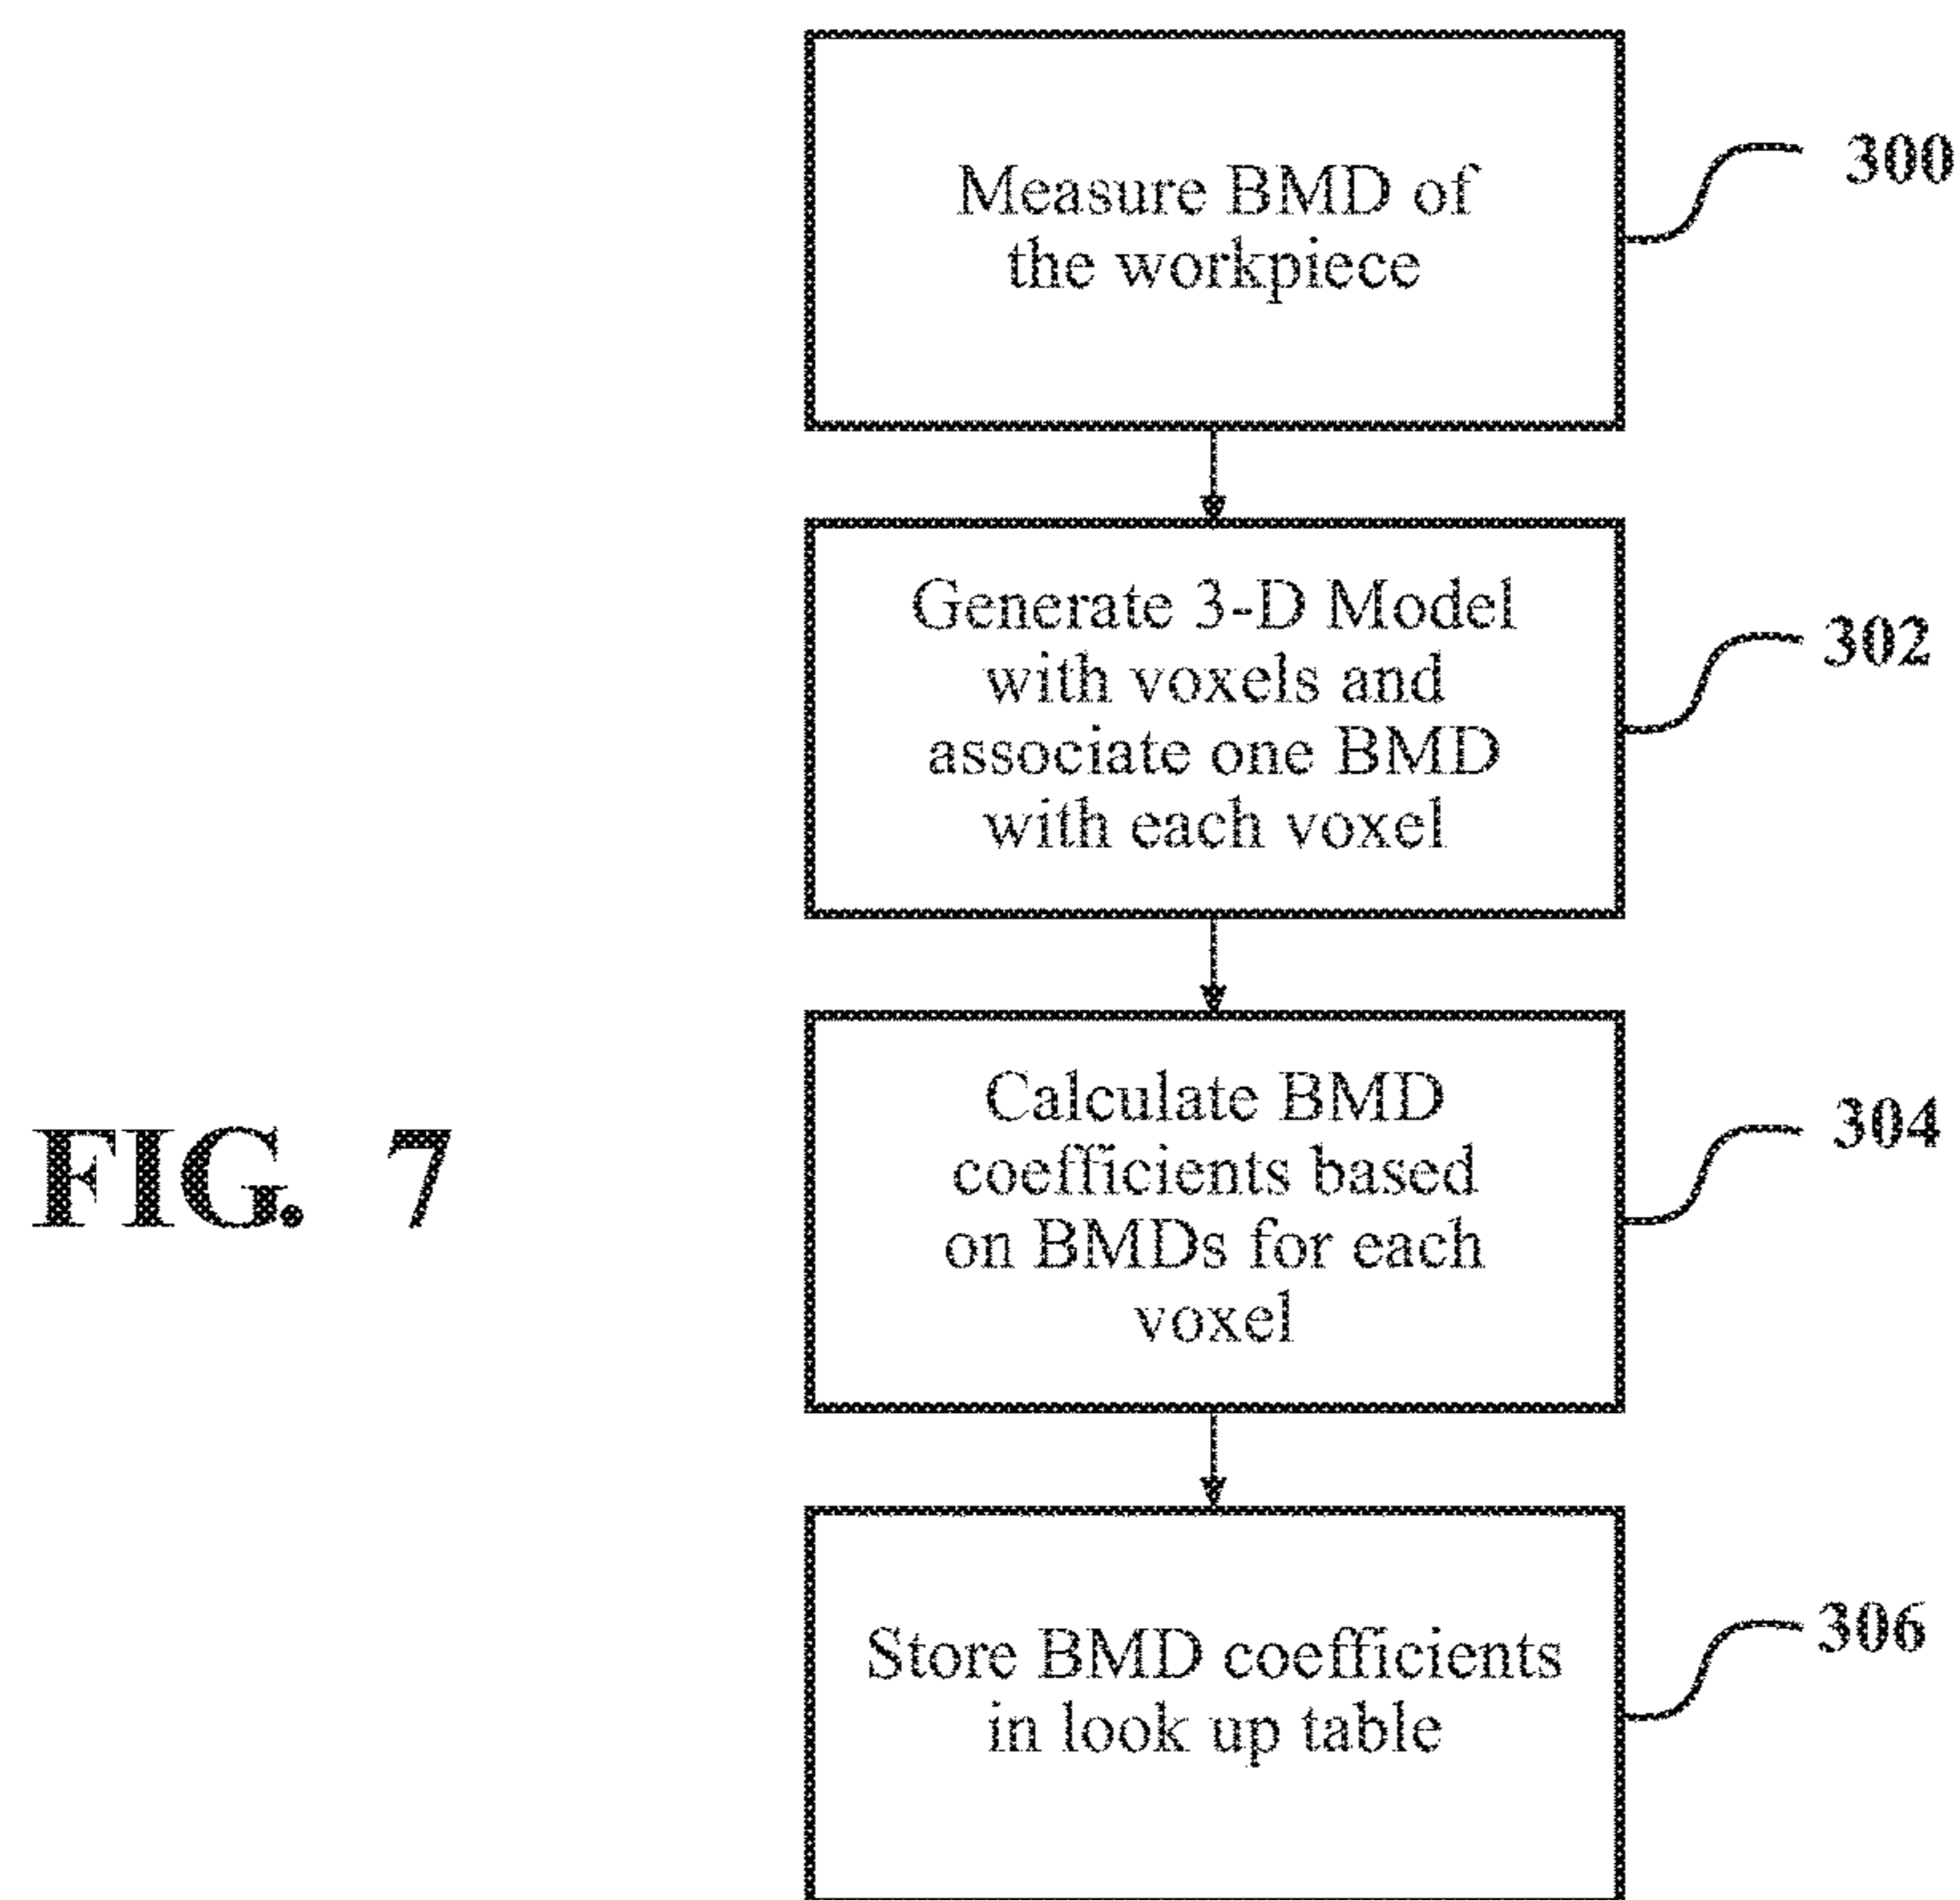 Measure BMD of
the workpiece
300
Generate 3-D Model
with voxels and
associate one BMD
with each voxel
302
Calculate BMD
coefficients based
on BMDs for each
voxel
304
FIG. 7
Store BMD coefficients
in look up table
306